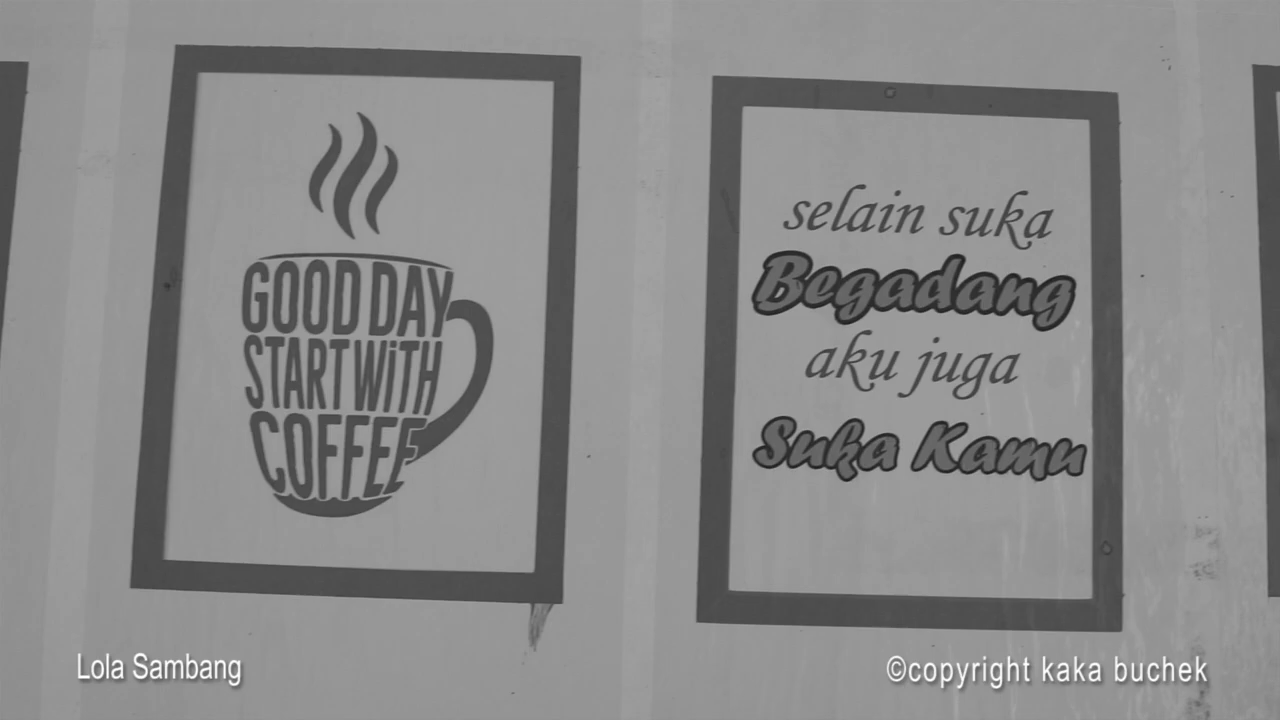 GOOD DAY
START WiTH
COFFEE
selain suka
Begadang
aku juga
Suka Kamu
Lola Sambang
©copyright kaka buchek